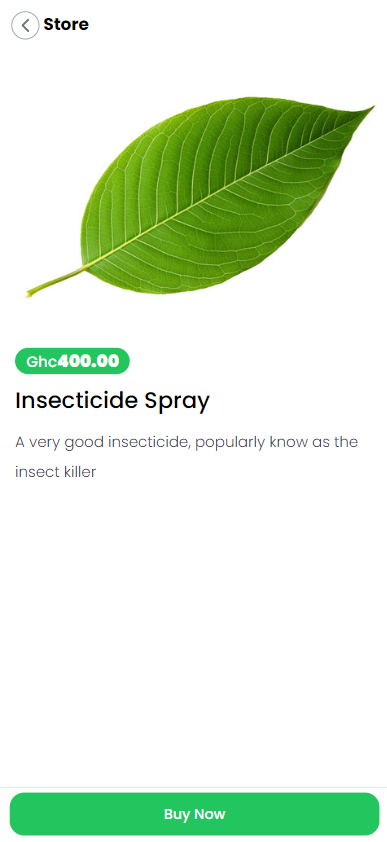 Store
Ghc400.00
Insecticide Spray
A very good insecticide, popularly know as the
insect killer
Buy Now